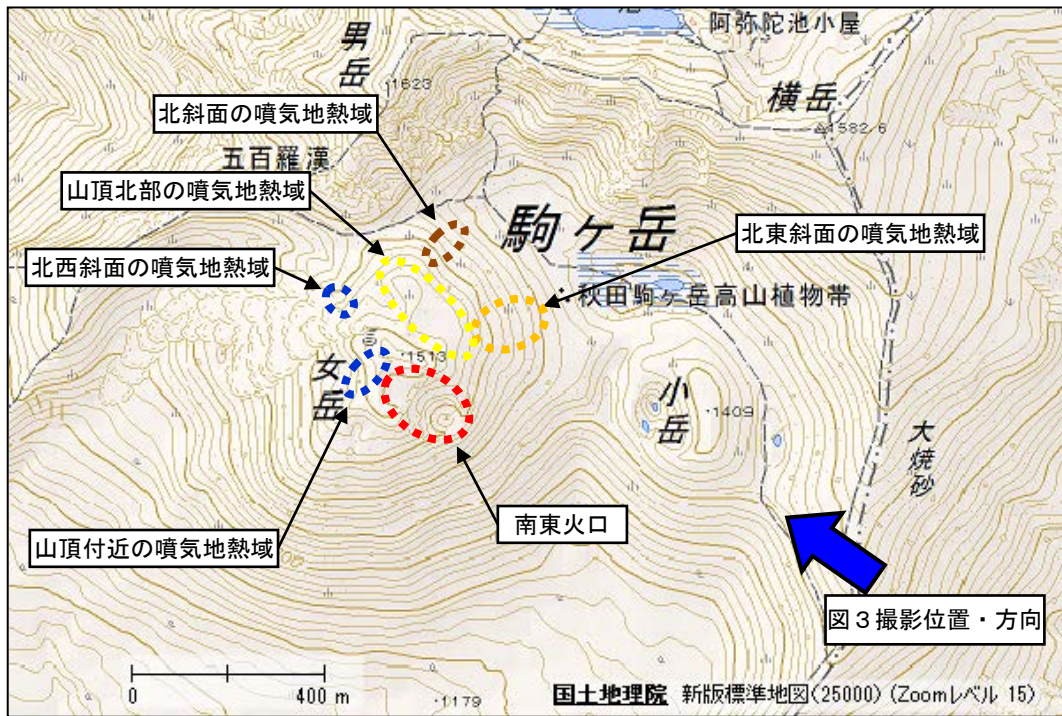 池
阿弥陀池小屋
男岳
・1623
横岳
北斜面の噴気地熱域
1582.6
五百羅漢
山頂北部の噴気地熱域
駒ヶ岳
北東斜面の噴気地熱域
北西斜面の噴気地熱域
秋田駒ヶ岳高山植物帯
・1513
女岳
小岳
・1409
大焼砂
南東火口
山頂付近の噴気地熱域
図3撮影位置・方向
0
400 m
・1179
国土地理院 新版標準地図(25000) (Zoomレベル 15)